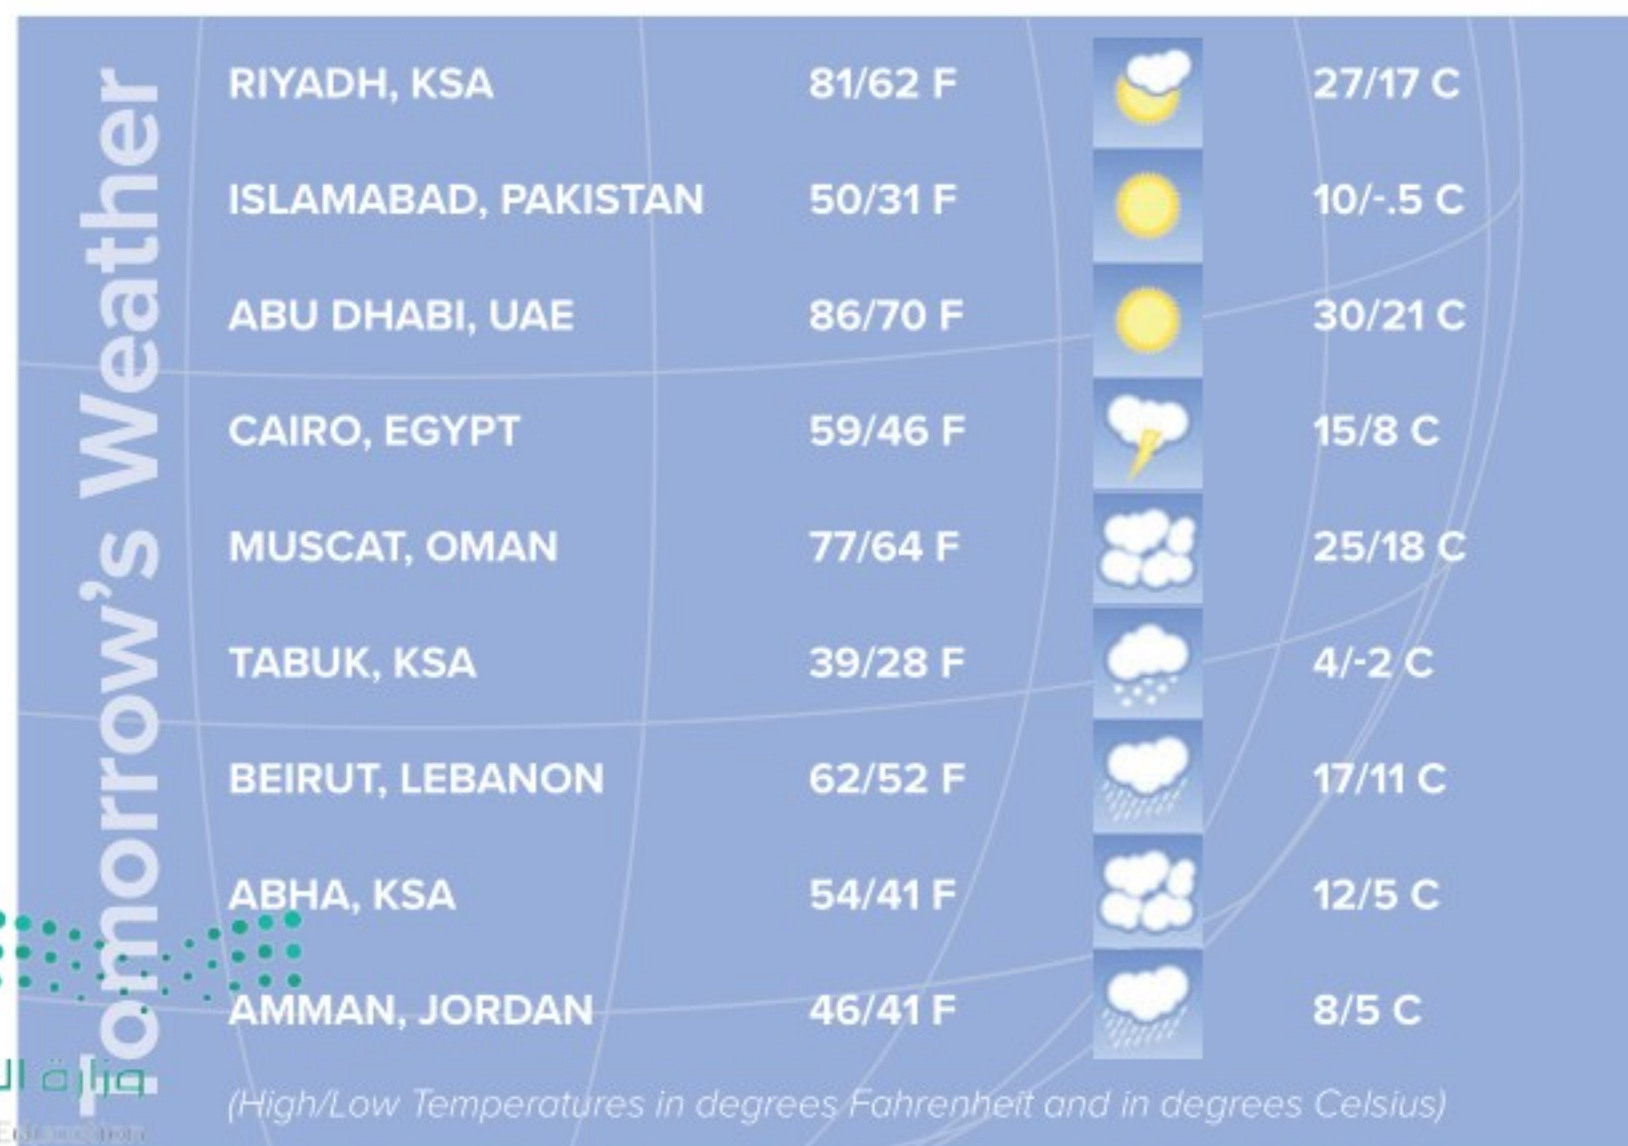 Tomorrow's Weather
RIYADH, KSA 81/62 F 27/17 C
ISLAMABAD, PAKISTAN 50/31 F 10/-.5 C
ABU DHABI, UAE 86/70 F 30/21 C
CAIRO, EGYPT 59/46 F 15/8 C
MUSCAT, OMAN 77/64 F 25/18 C
TABUK, KSA 39/28 F 4/-2 C
BEIRUT, LEBANON 62/52 F 17/11 C
ABHA, KSA 54/41 F 12/5 C
AMMAN, JORDAN 46/41 F 8/5 C
وزارة
(High/Low Temperatures in degrees Fahrenheit and in degrees Celsius)